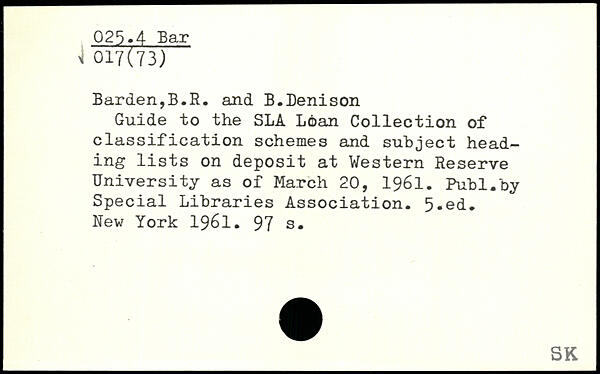 025.4 Bar
017(73)
Barden,B.R. and B.Denison
Guide to the SLA Loan Collection of
classification schemes and subject head-
ing lists on deposit at Western Reserve
University as of March 20, 1961. Publ.by
Special Libraries Association. 5.ed.
New York 1961. 97 s.
SK